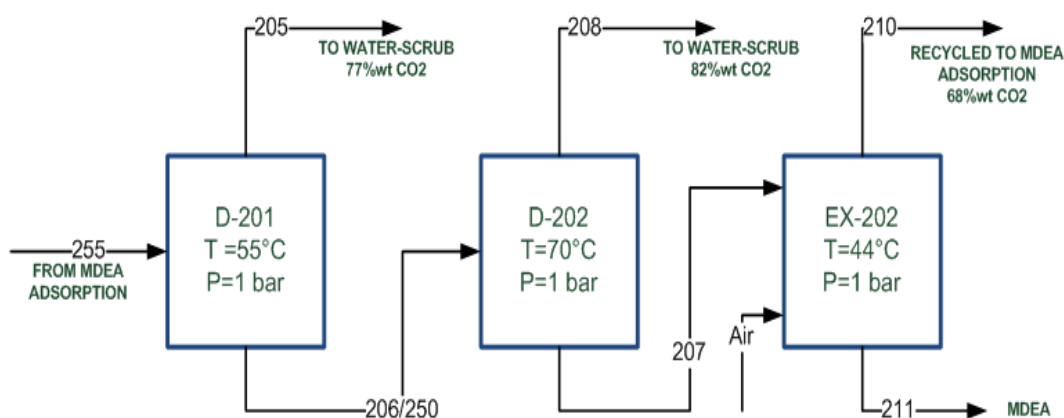 205
TO WATER-SCRUB
77%wt CO2
208
TO WATER-SCRUB
82%wt CO2
210
RECYCLED TO MDEA
ADSORPTION
68%wt CO2
255
FROM MDEA
ADSORPTION
D-201
T =55°C
P=1 bar
D-202
T=70°C
P=1 bar
EX-202
T=44°C
P=1 bar
206/250
207
Air
211
MDEA